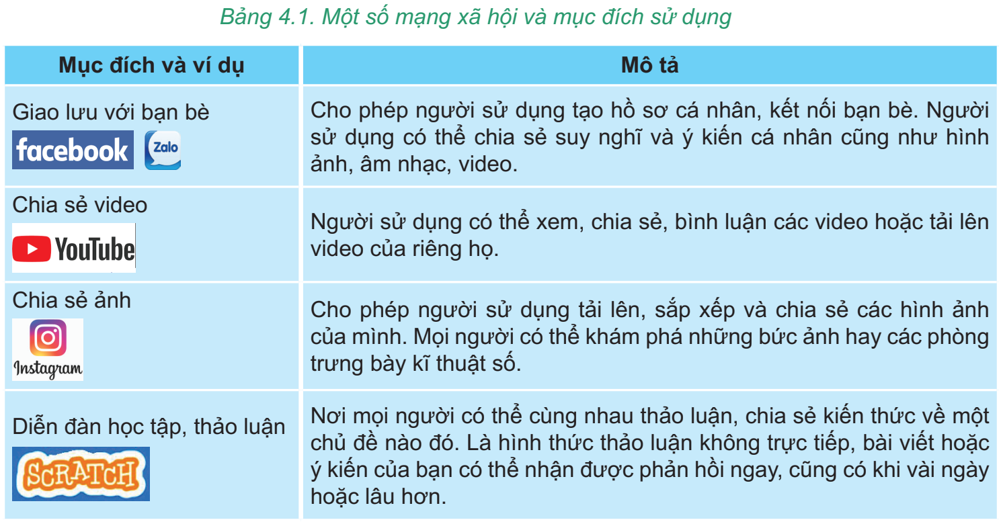 Bảng 4.1. Một số mạng xã hội và mục đích sử dụng
Mục đích và ví dụ
Mô tả
Giao lưu với bạn bè
facebook
Zalo
Cho phép người sử dụng tạo hồ sơ cá nhân, kết nối bạn bè. Người
sử dụng có thể chia sẻ suy nghĩ và ý kiến cá nhân cũng như hình
ảnh, âm nhạc, video.
Chia sẻ video
YouTube
Người sử dụng có thể xem, chia sẻ, bình luận các video hoặc tải lên
video của riêng họ.
Chia sẻ ảnh
Instagram
Cho phép người sử dụng tải lên, sắp xếp và chia sẻ các hình ảnh
của mình. Mọi người có thể khám phá những bức ảnh hay các phòng
trưng bày kĩ thuật số.
Diễn đàn học tập, thảo luận
SCRATCH
Nơi mọi người có thể cùng nhau thảo luận, chia sẻ kiến thức về một
chủ đề nào đó. Là hình thức thảo luận không trực tiếp, bài viết hoặc
ý kiến của bạn có thể nhận được phản hồi ngay, cũng có khi vài ngày
hoặc lâu hơn.